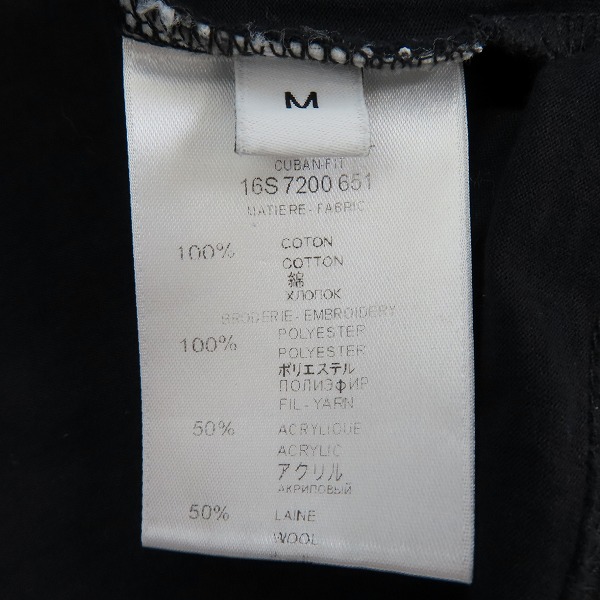 M
CUBAN-FIT
16S 7200 651
MATIERE - FABRIC
100% COTON
COTTON
綿
ХЛОПОК
BRODERIE - EMBROIDERY
100% POLYESTER
POLYESTER
ポリエステル
ПОЛИЭФИР
FIL - YARN
50% ACRYLIQUE
ACRYLIC
アクリル
АКРИЛОВЫЙ
50% LAINE
WOOL